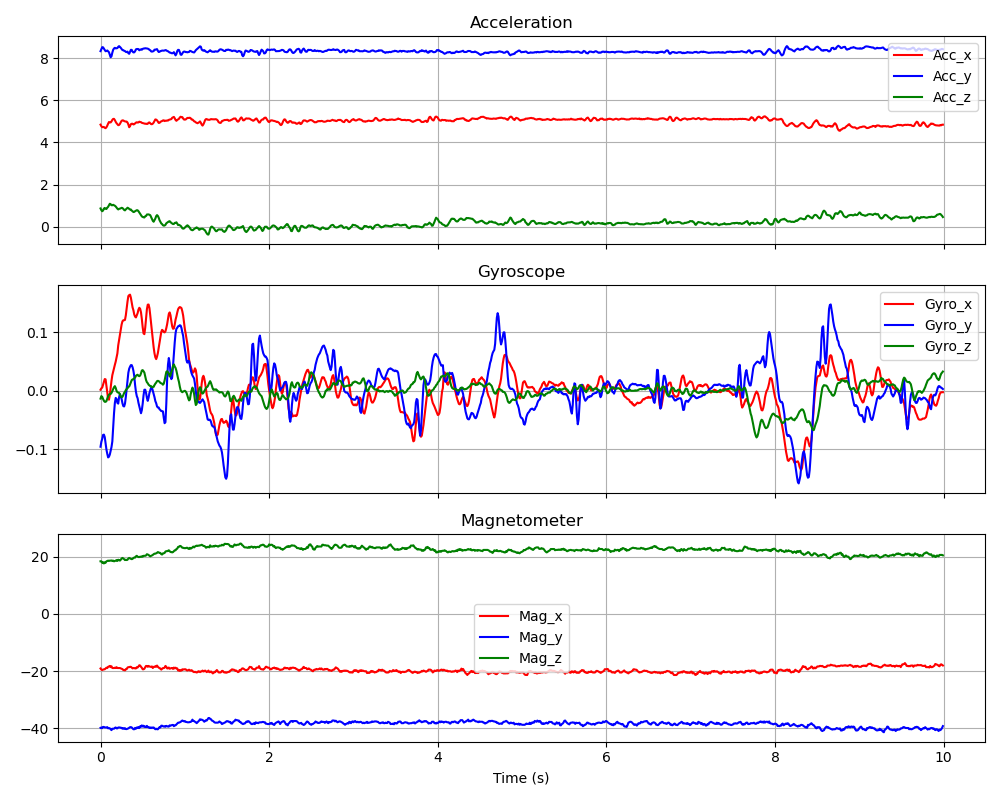 Acceleration
8
6
4
2
0
Acc_x
Acc_y
Acc_z
Gyroscope
0.1
0.0
−0.1
Gyro_x
Gyro_y
Gyro_z
Magnetometer
20
0
−20
−40
Mag_x
Mag_y
Mag_z
0 2 4 6 8 10
Time (s)